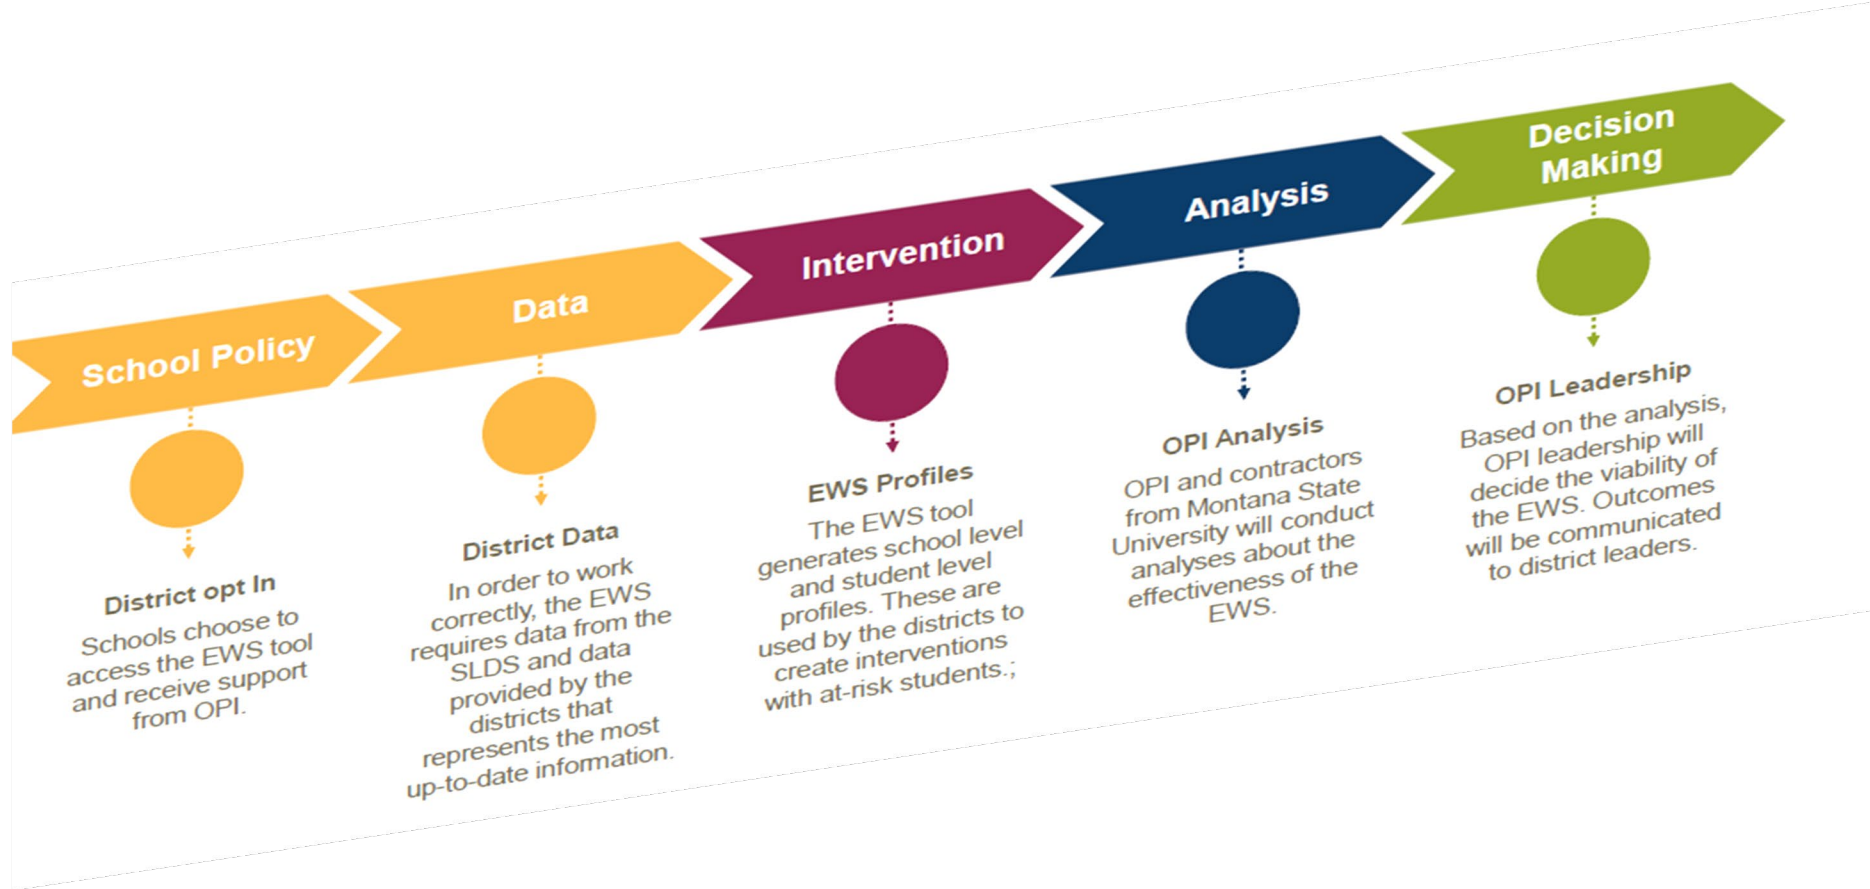 School Policy
District opt In
Schools choose to
access the EWS tool
and receive support
from OPI.
Data
District Data
In order to work
correctly, the EWS
requires data from the
SLDS and data
provided by the
districts that
represents the most
up-to-date information.
Intervention
EWS Profiles
The EWS tool
generates school level
and student level
profiles. These are
used by the districts to
create interventions
with at-risk students.;
Analysis
OPI Analysis
OPI and contractors
from Montana State
University will conduct
analyses about the
effectiveness of the
EWS.
Decision
Making
OPI Leadership
Based on the analysis,
OPI leadership will
decide the viability of
the EWS. Outcomes
will be communicated
to district leaders.